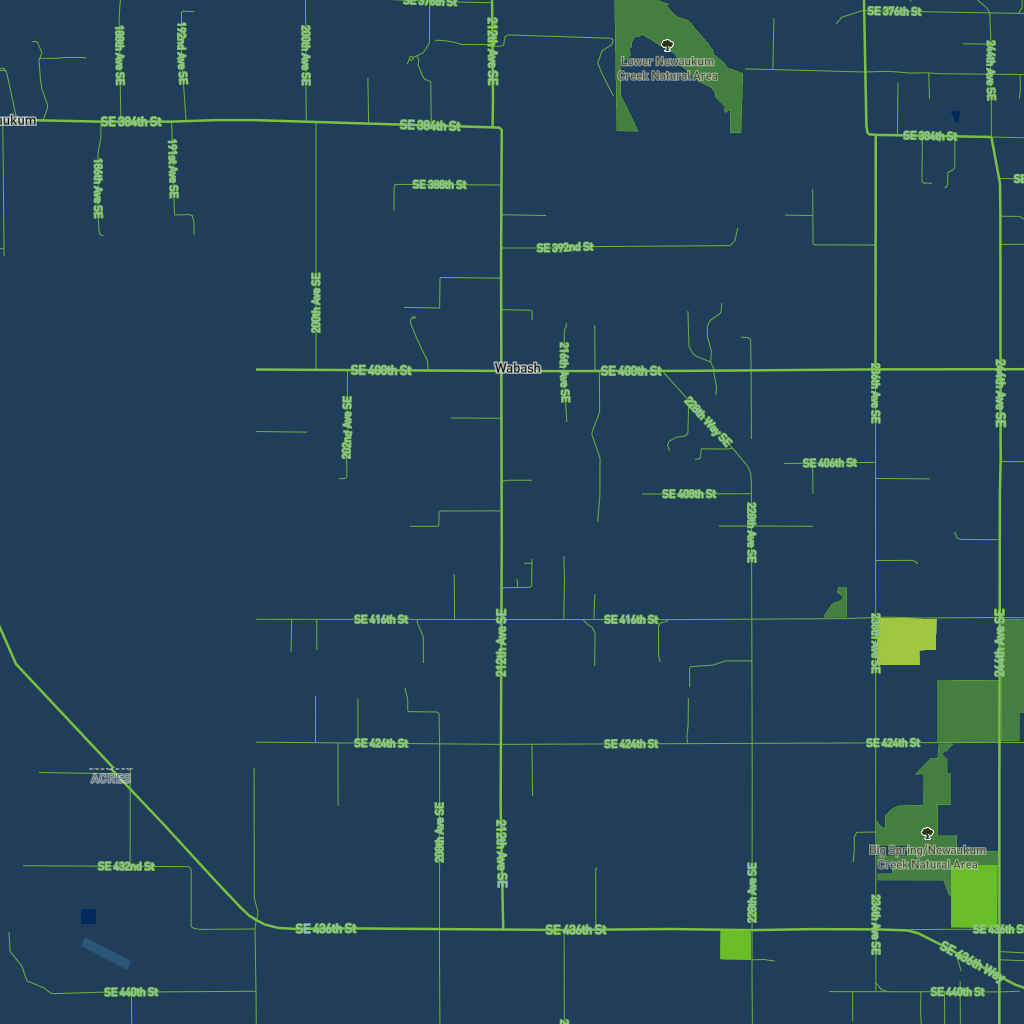 SE 376th St
SE 376th St
188th Ave SE
192nd Ave SE
200th Ave SE
212th Ave SE
244th Ave SE
Lower Newaukum
Creek Natural Area
aukum
SE 384th St
SE 384th St
SE 384th St
186th Ave SE
191st Ave SE
SE 388th St
SE
SE 392nd St
200th Ave SE
216th Ave SE
SE 400th St
Wabash
SE 400th St
236th Ave SE
244th Ave SE
202nd Ave SE
228th Way SE
SE 406th St
SE 408th St
228th Ave SE
212th Ave SE
SE 416th St
SE 416th St
236th Ave SE
244th Ave SE
SE 424th St
SE 424th St
SE 424th St
ACREE
208th Ave SE
212th Ave SE
Big Spring/Newaukum
Creek Natural Area
SE 432nd St
228th Ave SE
236th Ave SE
SE 436th St
SE 436th St
SE 436th St
SE 436th Way
SE 440th St
SE 440th St
2